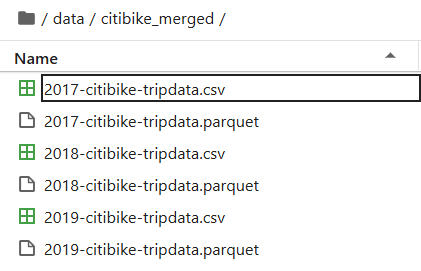 / data / citibike_merged /
Name
2017-citibike-tripdata.csv
2017-citibike-tripdata.parquet
2018-citibike-tripdata.csv
2018-citibike-tripdata.parquet
2019-citibike-tripdata.csv
2019-citibike-tripdata.parquet